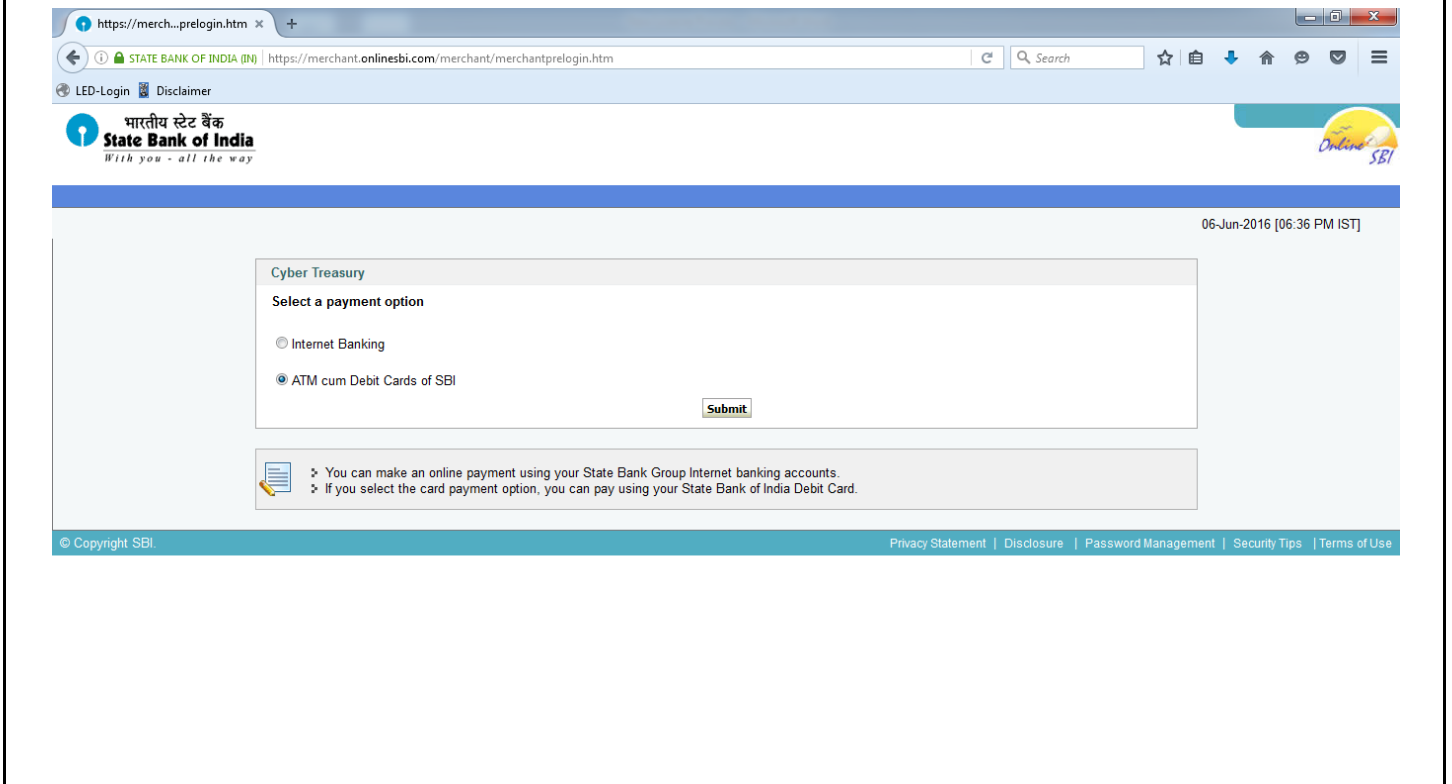 https://merch...prelogin.htm × +
STATE BANK OF INDIA (IN) https://merchant.onlinesbi.com/merchant/merchantprelogin.htm Search
LED-Login Disclaimer
भारतीय स्टेट बैंक
State Bank of India
With you - all the way
Online
SBI
06-Jun-2016 [06:36 PM IST]
Cyber Treasury
Select a payment option
Internet Banking
ATM cum Debit Cards of SBI
Submit
You can make an online payment using your State Bank Group Internet banking accounts.
If you select the card payment option, you can pay using your State Bank of India Debit Card.
© Copyright SBI. Privacy Statement | Disclosure | Password Management | Security Tips | Terms of Use